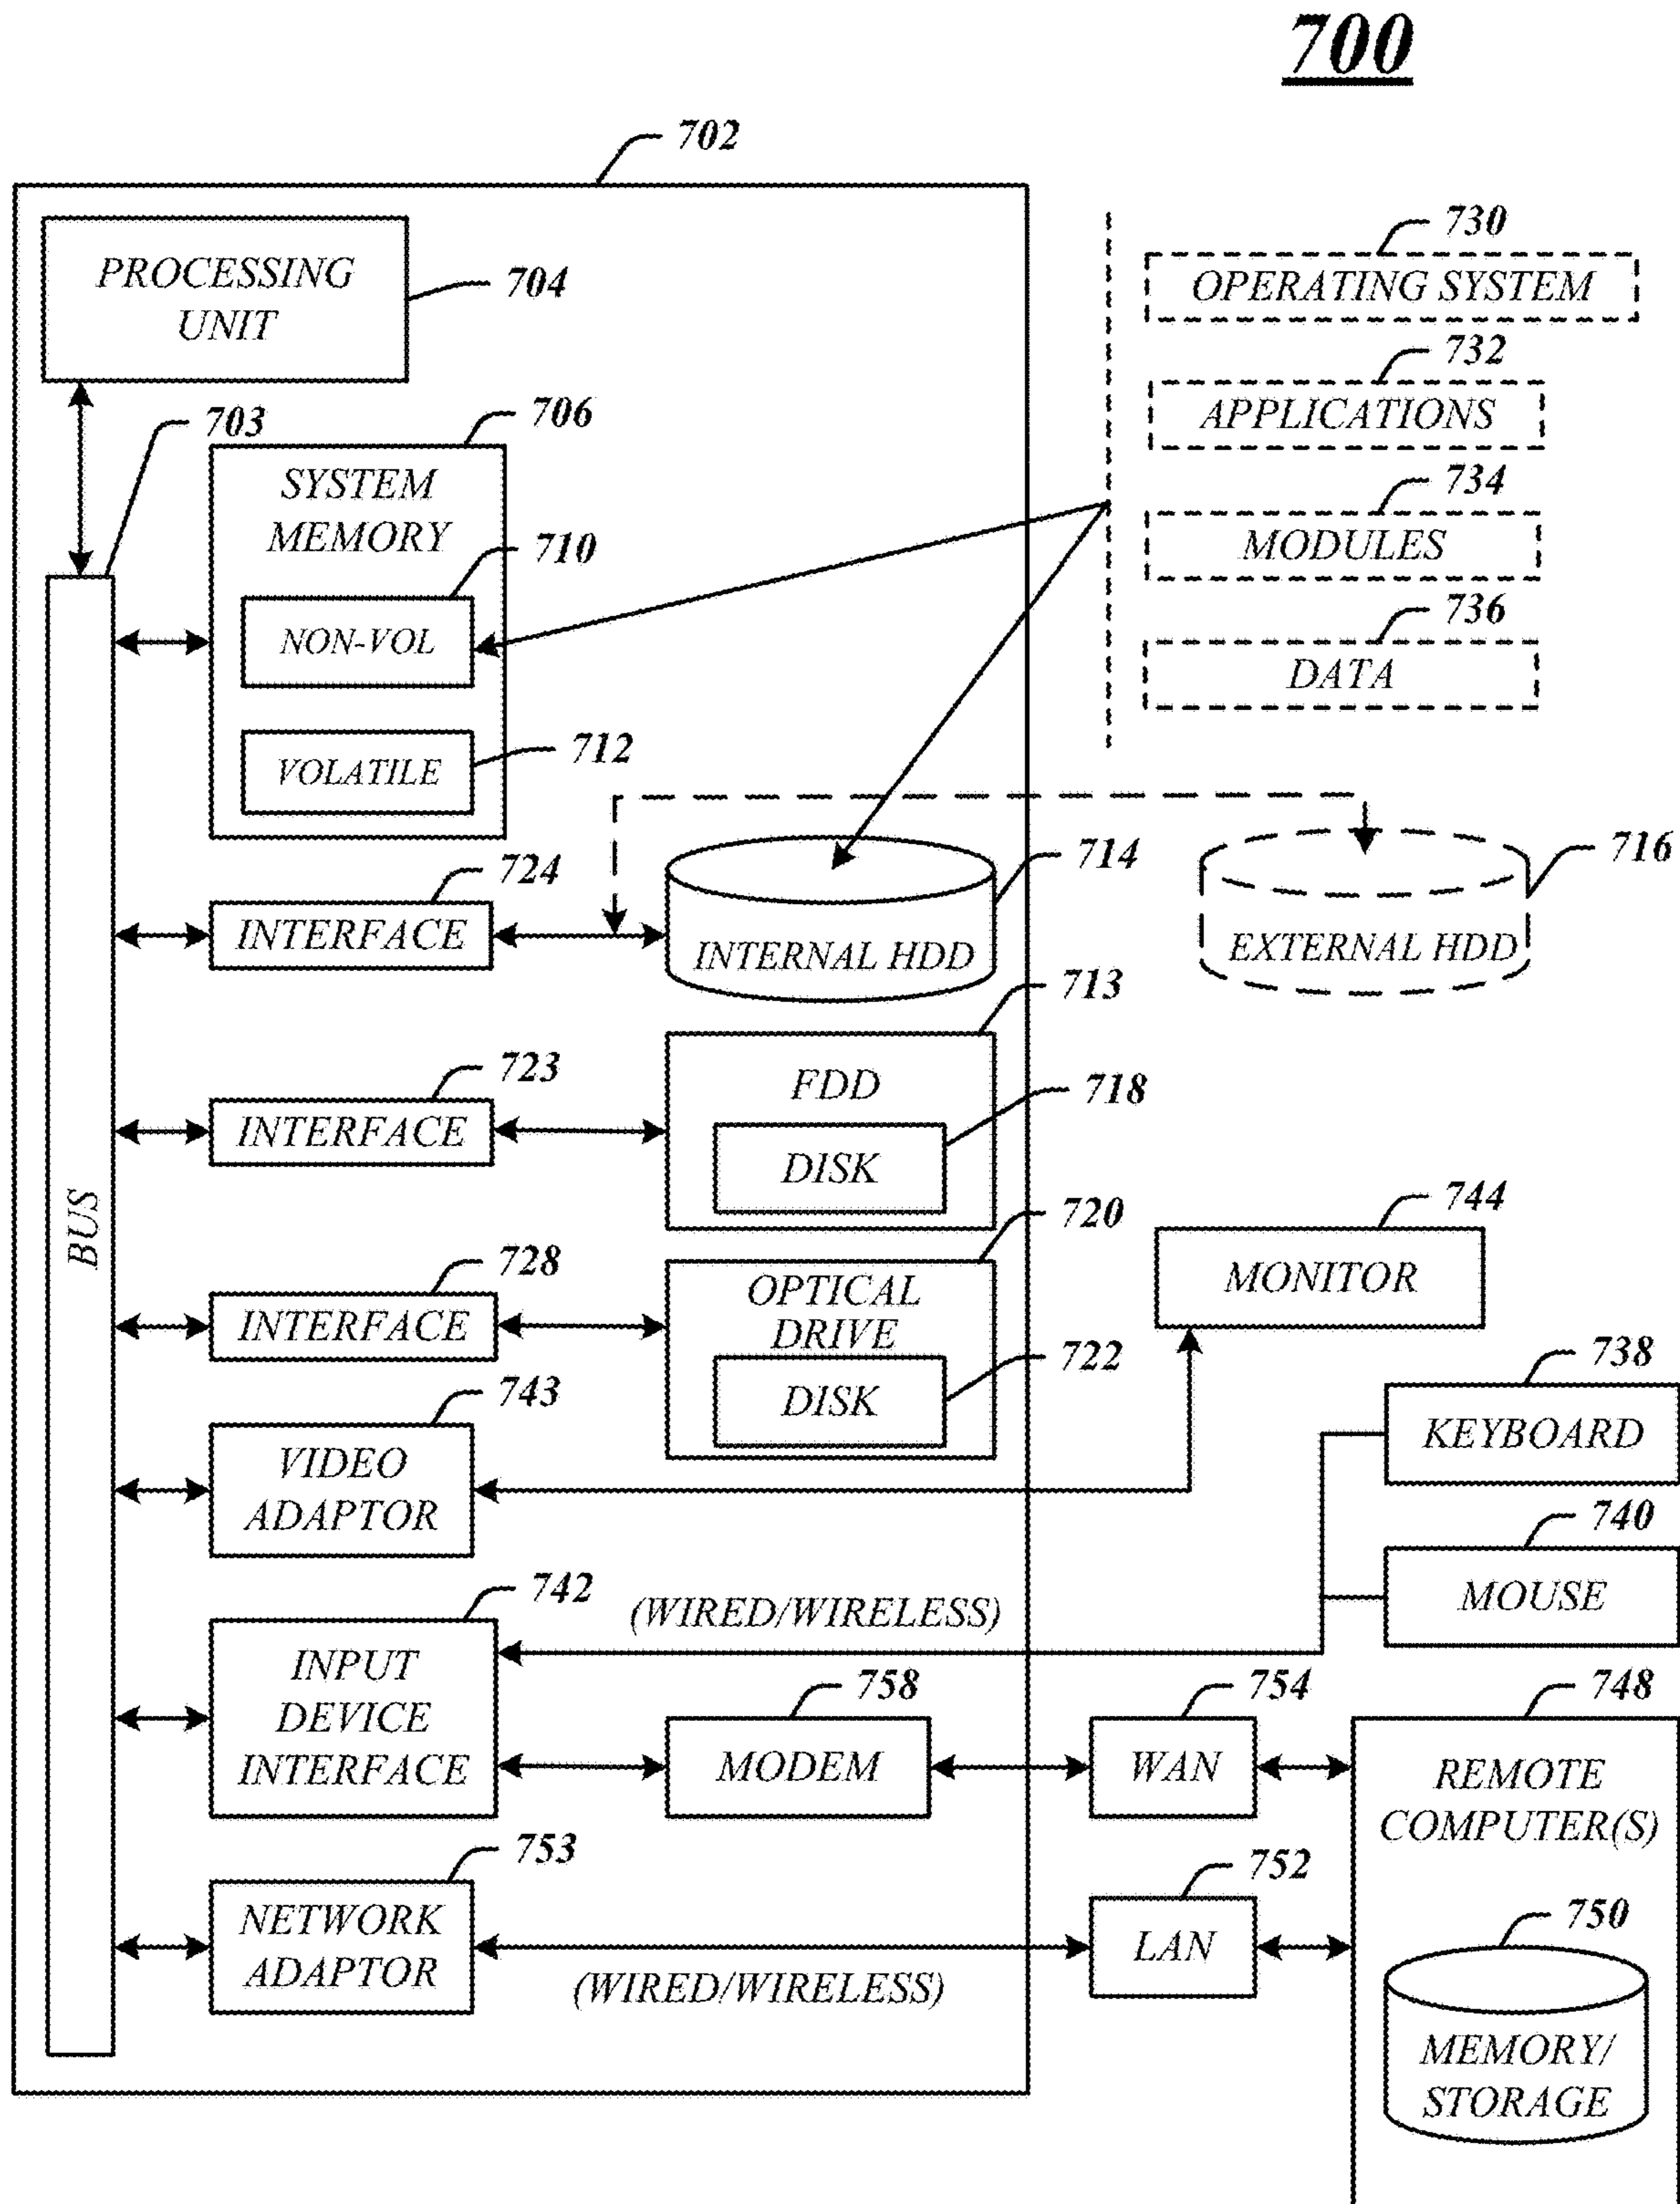 700
702
PROCESSING
UNIT
704
703
706
SYSTEM
MEMORY
710
NON-VOL
712
VOLATILE
730
OPERATING SYSTEM
732
APPLICATIONS
734
MODULES
736
DATA
724
INTERFACE
714
INTERNAL HDD
716
EXTERNAL HDD
713
723
INTERFACE
FDD
718
DISK
BUS
720
728
INTERFACE
OPTICAL
DRIVE
722
DISK
744
MONITOR
738
KEYBOARD
743
VIDEO
ADAPTOR
740
MOUSE
742
(WIRED/WIRELESS)
INPUT
DEVICE
INTERFACE
758
MODEM
754
WAN
748
REMOTE
COMPUTER(S)
753
NETWORK
ADAPTOR
(WIRED/WIRELESS)
752
LAN
750
MEMORY/
STORAGE